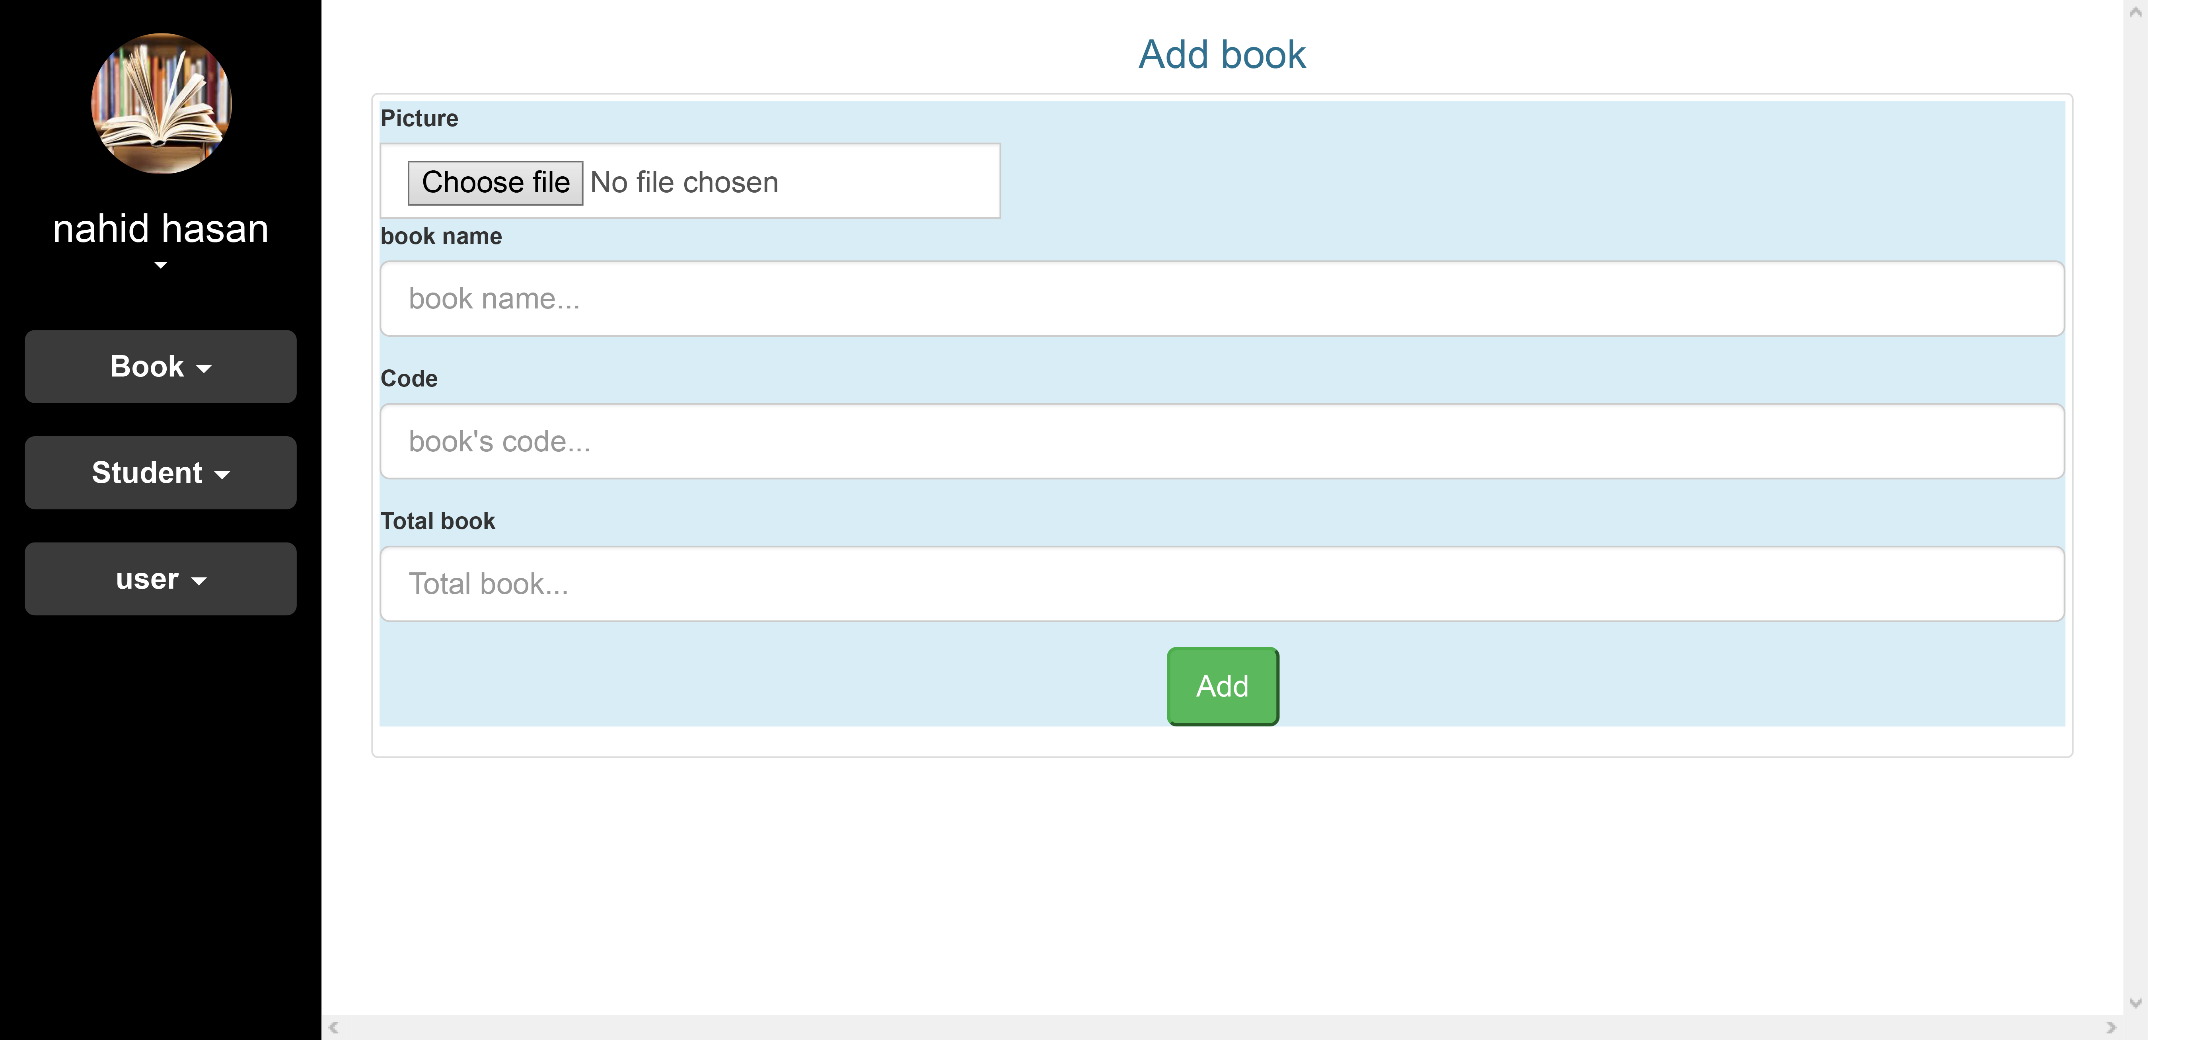 nahid hasan
Book
Student
user
Add book
Picture
Choose file No file chosen
book name
book name...
Code
book's code...
Total book
Total book...
Add